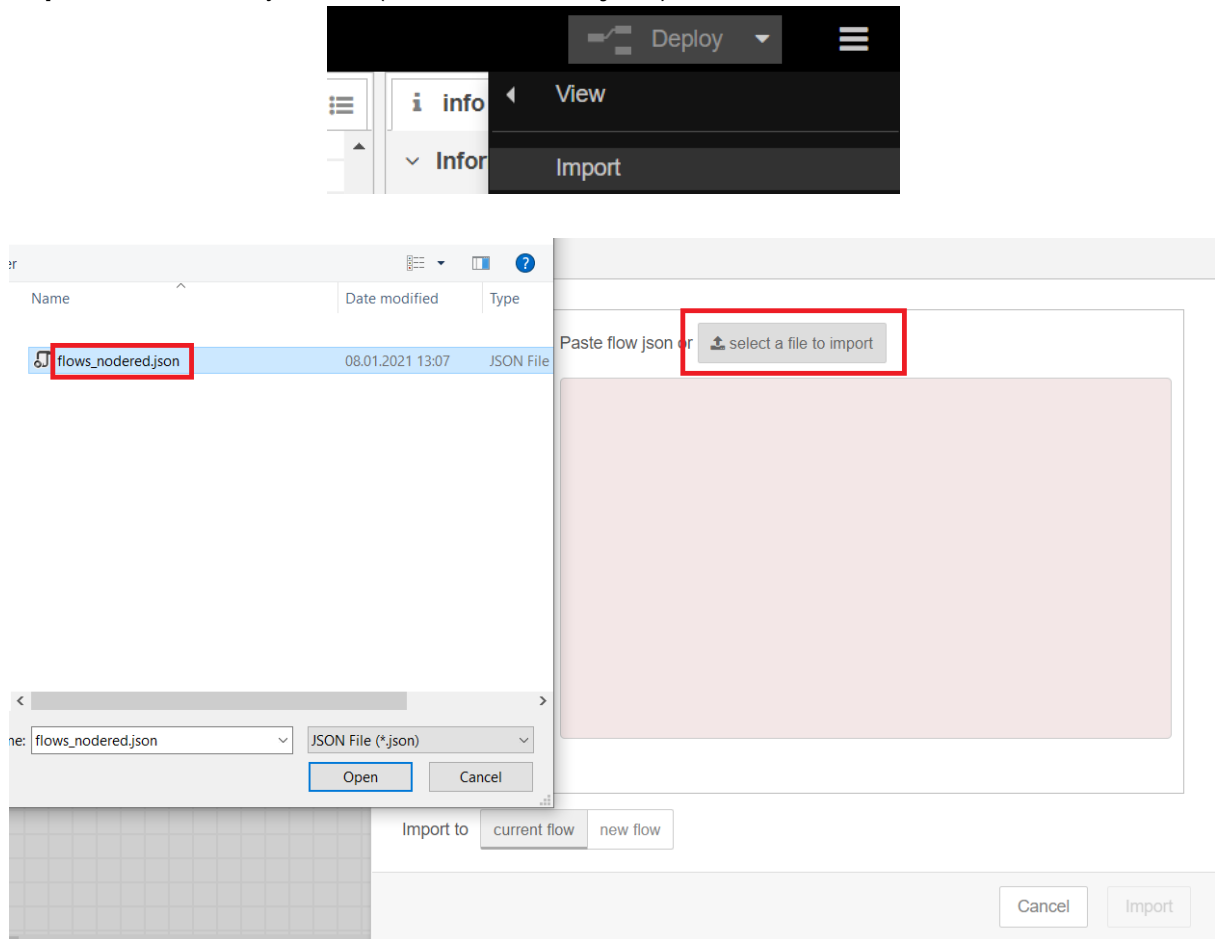 Deploy
i info
View
Infor
Import
er
Name Date modified Type
flows_nodered.json 08.01.2021 13:07 JSON File
Paste flow json or select a file to import
ne: flows_nodered.json JSON File (*.json)
Open Cancel
Import to current flow new flow
Cancel Import